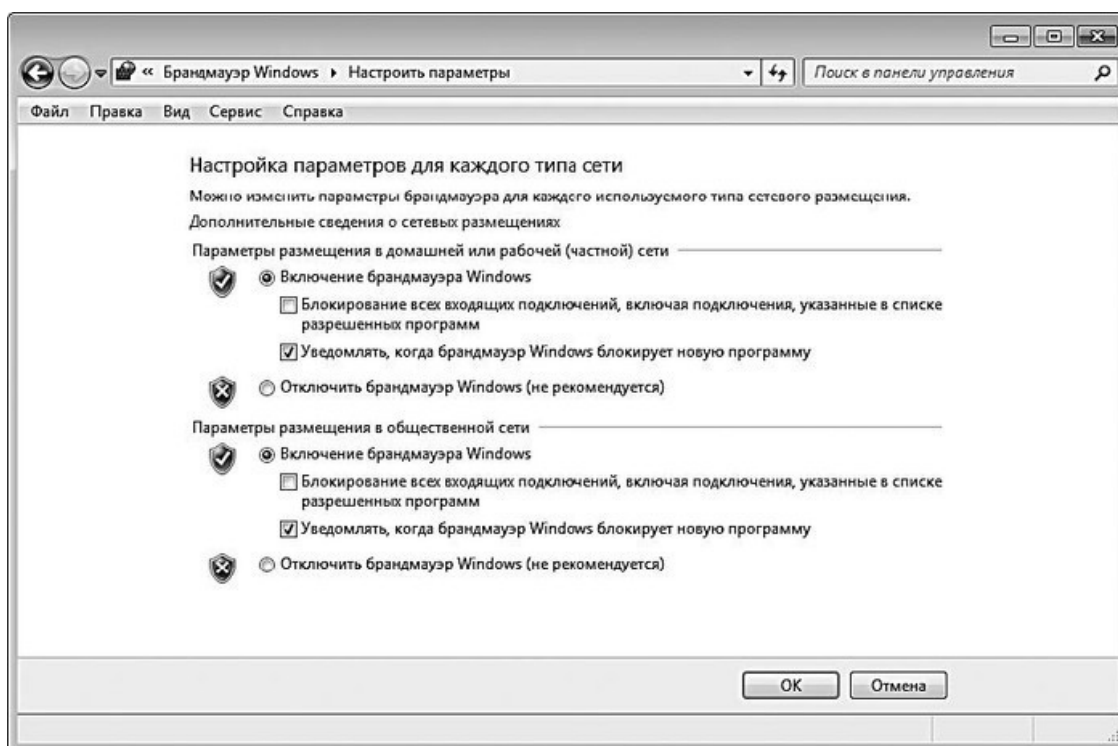 « Брандмауэр Windows ▸ Настроить параметры
Поиск в панели управления
Файл Правка Вид Сервис Справка
Настройка параметров для каждого типа сети
Можно изменить параметры брандмауэра для каждого используемого типа сетевого размещения.
Дополнительные сведения о сетевых размещениях
Параметры размещения в домашней или рабочей (частной) сети
Включение брандмауэра Windows
Блокирование всех входящих подключений, включая подключения, указанные в списке
разрешенных программ
Уведомлять, когда брандмауэр Windows блокирует новую программу
Отключить брандмауэр Windows (не рекомендуется)
Параметры размещения в общественной сети
Включение брандмауэра Windows
Блокирование всех входящих подключений, включая подключения, указанные в списке
разрешенных программ
Уведомлять, когда брандмауэр Windows блокирует новую программу
Отключить брандмауэр Windows (не рекомендуется)
ОК Отмена